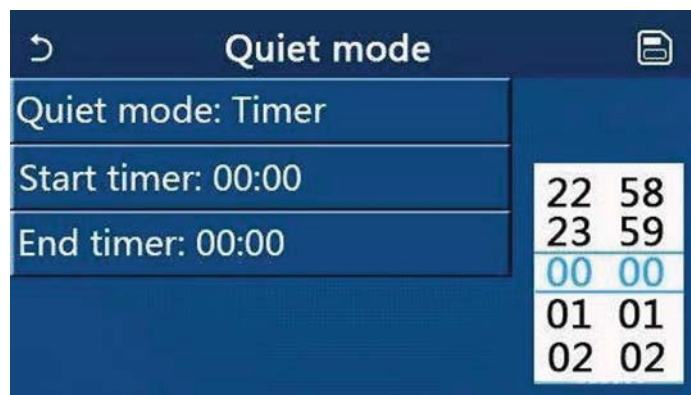 Quiet mode
Quiet mode: Timer
Start timer: 00:00
End timer: 00:00
22 58
23 59
00 00
01 01
02 02